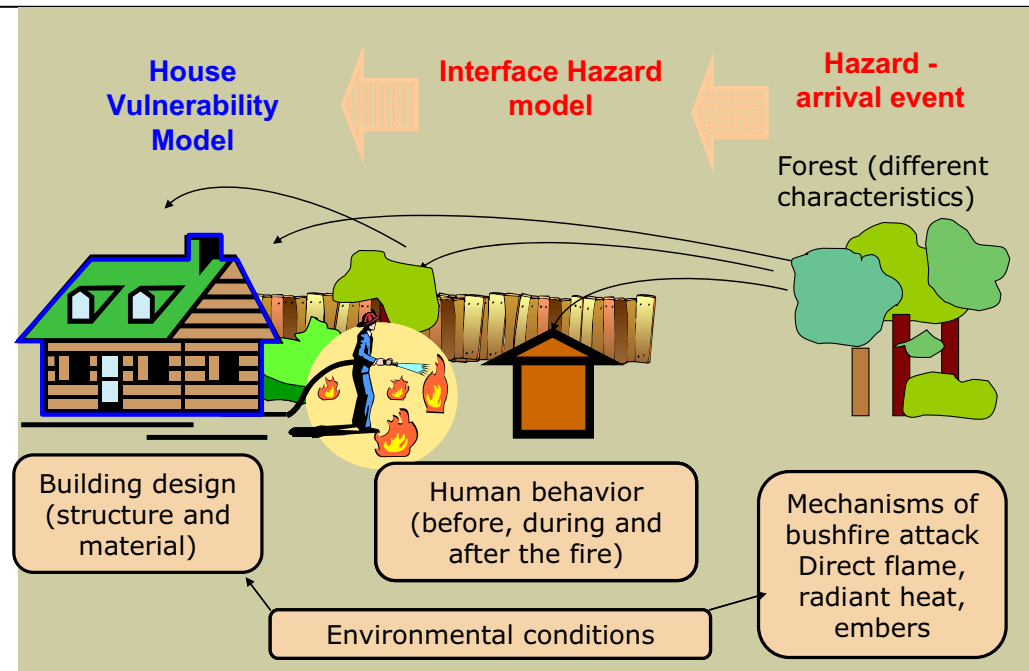 House
Vulnerability
Model
Interface Hazard
model
Hazard -
arrival event
Forest (different
characteristics)
Building design
(structure and
material)
Human behavior
(before, during and
after the fire)
Mechanisms of
bushfire attack
Direct flame,
radiant heat,
embers
Environmental conditions